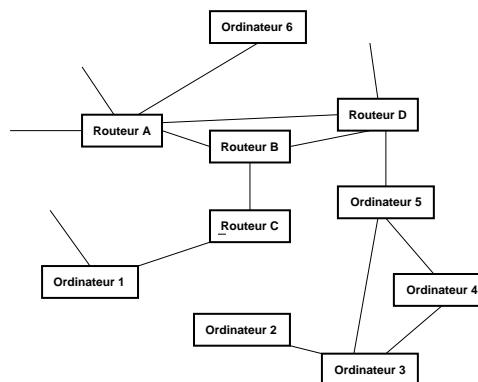 Ordinateur 6
Routeur A
Routeur D
Routeur B
Ordinateur 5
Routeur C
Ordinateur 1
Ordinateur 4
Ordinateur 2
Ordinateur 3